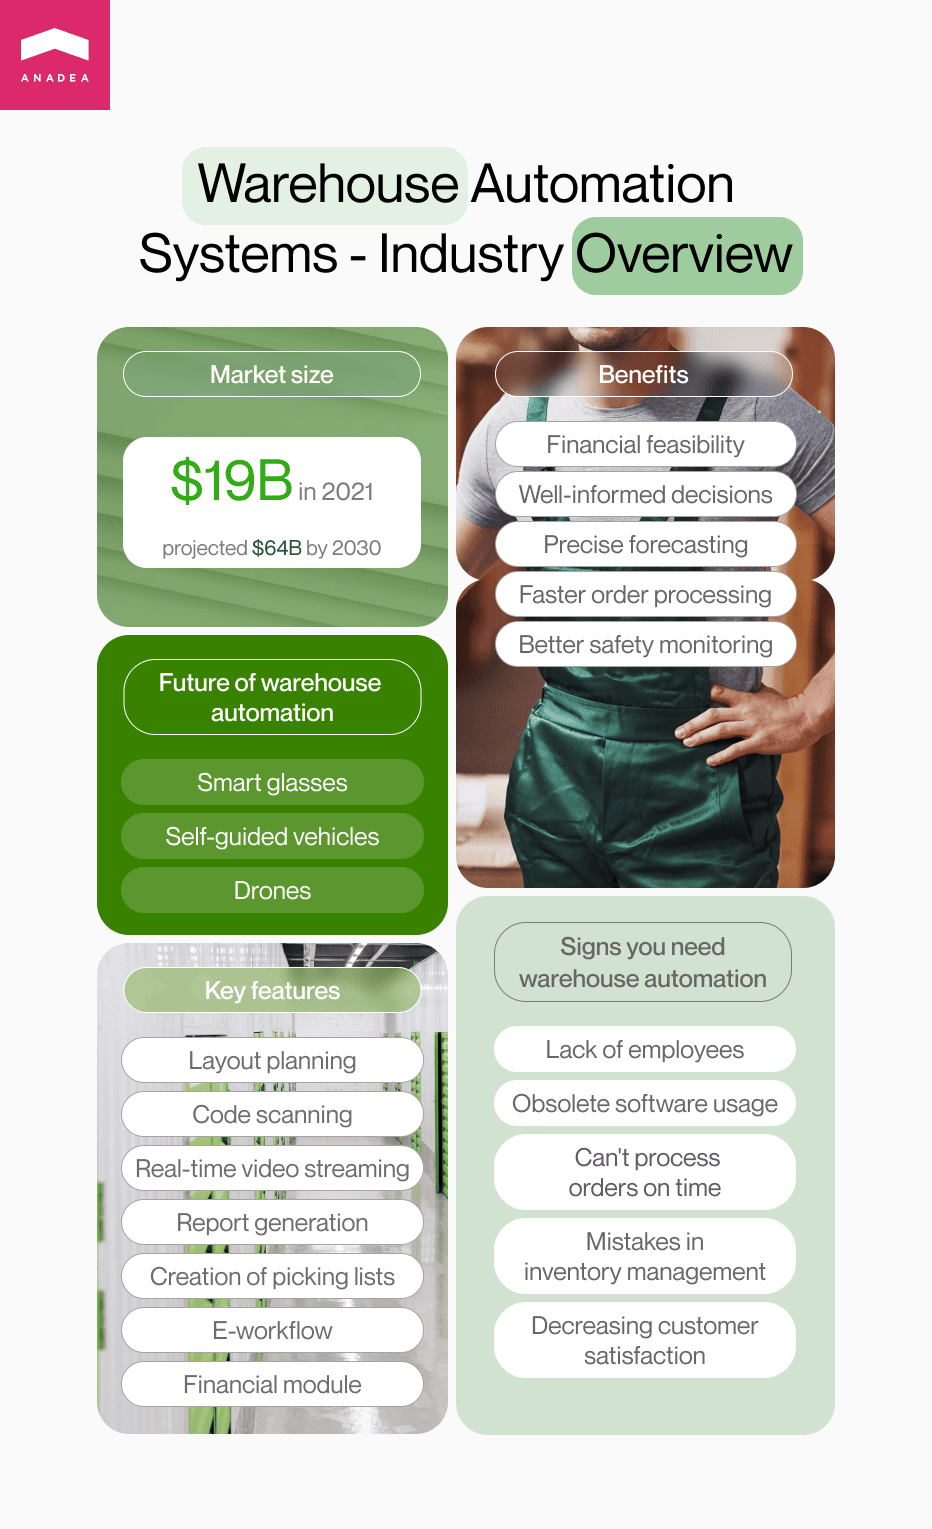 ANADEA
Warehouse Automation
Systems - Industry Overview
Market size
$19B in 2021
projected $64B by 2030
Future of warehouse
automation
Smart glasses
Self-guided vehicles
Drones
Key features
Layout planning
Code scanning
Real-time video streaming
Report generation
Creation of picking lists
E-workflow
Financial module
Benefits
Financial feasibility
Well-informed decisions
Precise forecasting
Faster order processing
Better safety monitoring
Signs you need
warehouse automation
Lack of employees
Obsolete software usage
Can't process
orders on time
Mistakes in
inventory management
Decreasing customer
satisfaction